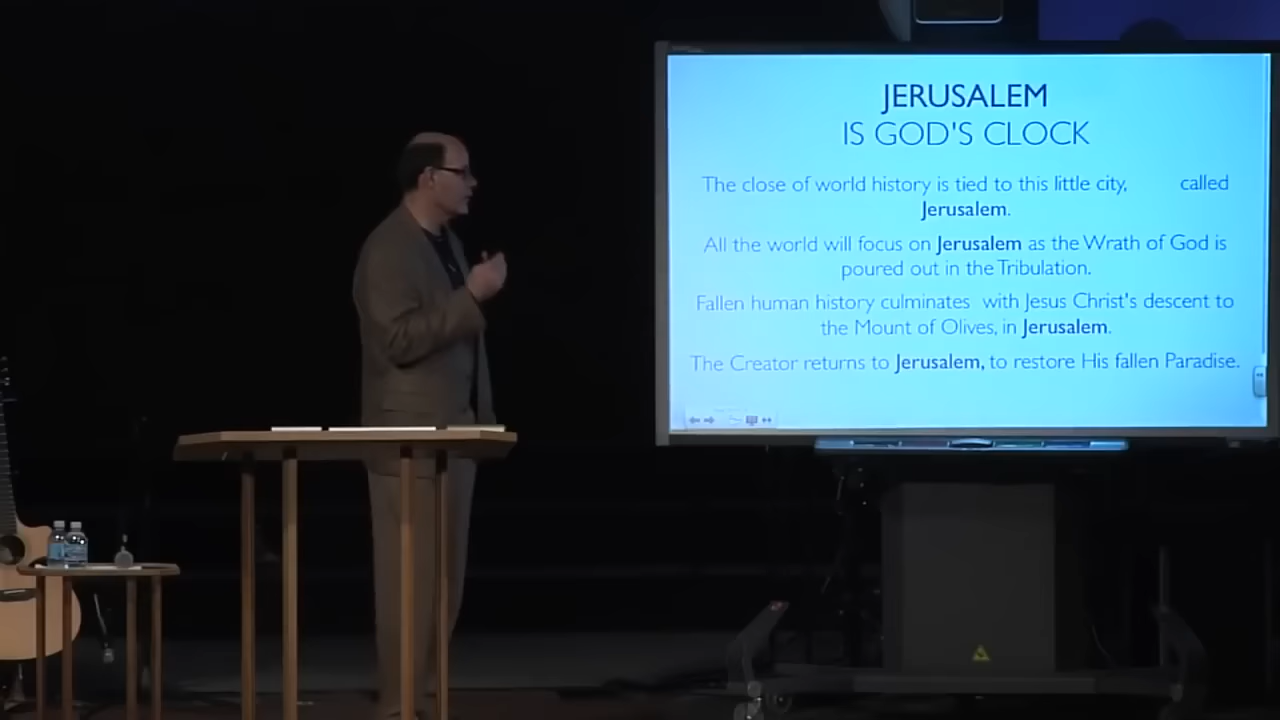 JERUSALEM
IS GOD'S CLOCK
The close of world history is tied to this little city, called
Jerusalem.
All the world will focus on Jerusalem as the Wrath of God is
poured out in the Tribulation.
Fallen human history culminates with Jesus Christ's descent to
the Mount of Olives, in Jerusalem.
The Creator returns to Jerusalem, to restore His fallen Paradise.